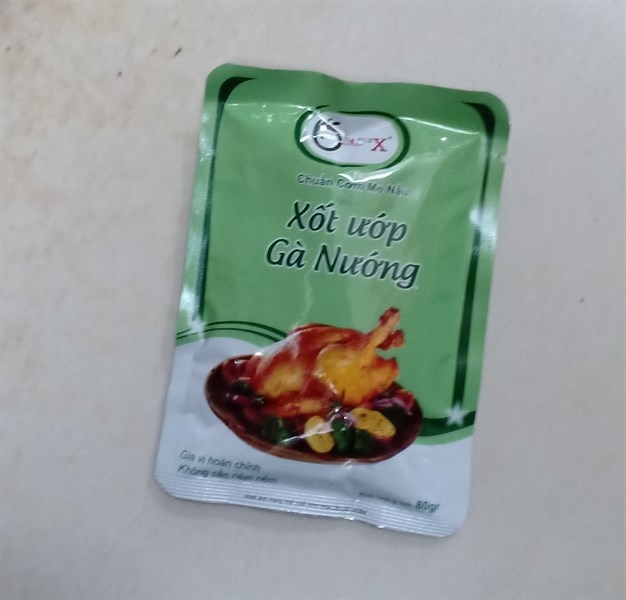 X
Chuẩn Cơm Mẹ Nấu
Xốt ướp
Gà Nướng
Gia vị hoàn chỉnh
Không cần nêm nếm
80gr